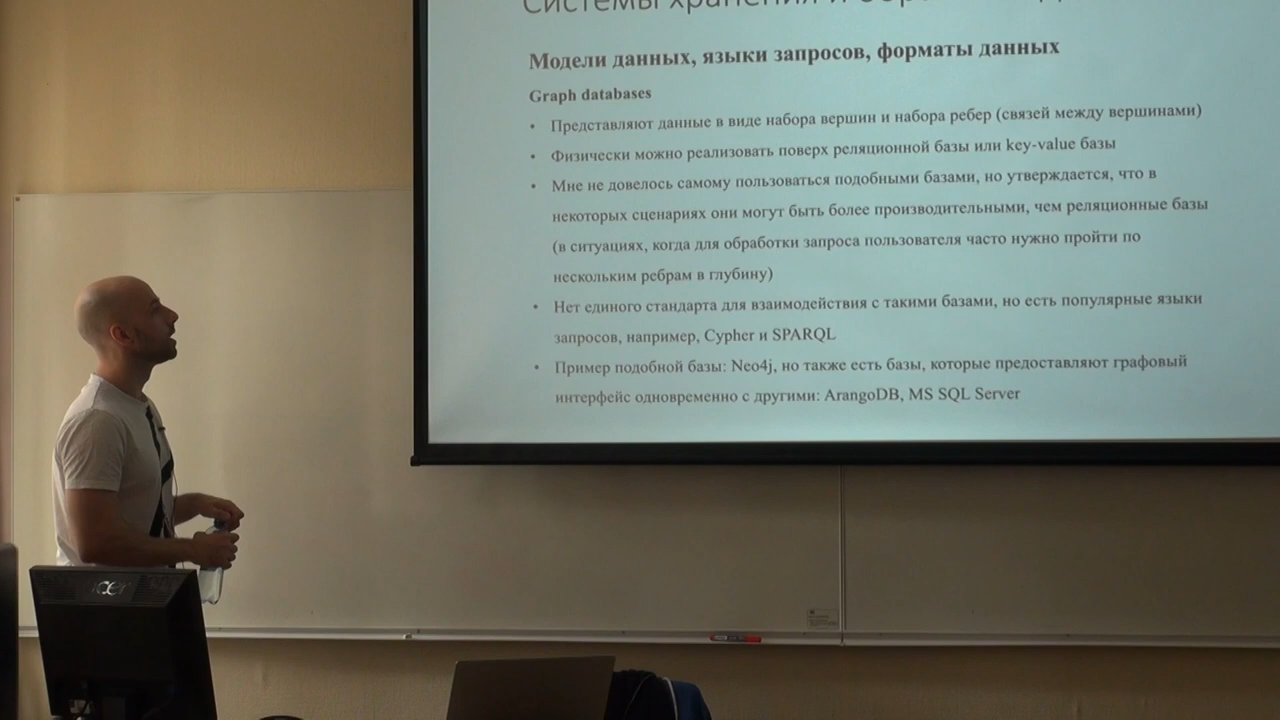 Системы хранения и
Модели данных, языки запросов, форматы данных
Graph databases
• Представляют данные в виде набора вершин и набора ребер (связей между вершинами)
• Физически можно реализовать поверх реляционной базы или key-value базы
• Мне не довелось самому пользоваться подобными базами, но утверждается, что в
некоторых сценариях они могут быть более производительными, чем реляционные базы
(в ситуациях, когда для обработки запроса пользователя часто нужно пройти по
нескольким ребрам в глубину)
• Нет единого стандарта для взаимодействия с такими базами, но есть популярные языки
запросов, например, Cypher и SPARQL
• Пример подобной базы: Neo4j, но также есть базы, которые предоставляют графовый
интерфейс одновременно с другими: ArangoDB, MS SQL Server
acer